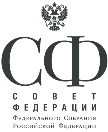 СФ
СОВЕТ
ФЕДЕРАЦИИ
Федерального Собрания
Российской Федерации